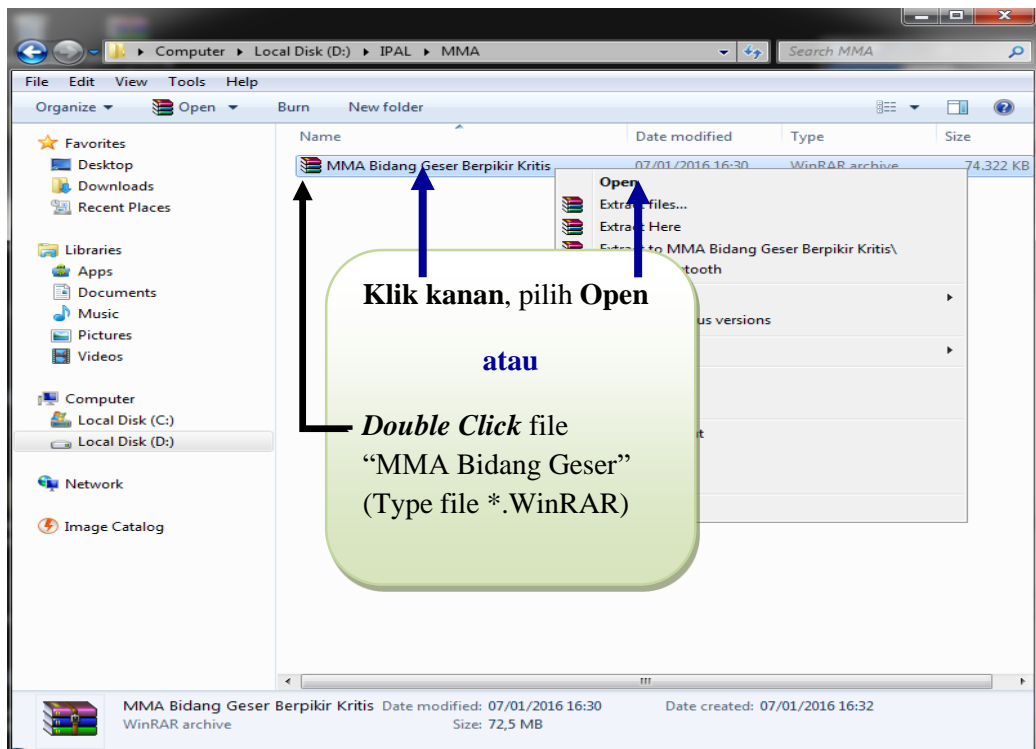 Computer ▸ Local Disk (D:) ▸ IPAL ▸ MMA
Search MMA
File Edit View Tools Help
Organize Open Burn New folder
Name Date modified Type Size
MMA Bidang Geser Berpikir Kritis 07/01/2016 16:30 WinRAR archive 74.322 KB
Favorites
Desktop
Downloads
Recent Places
Libraries
Apps
Documents
Music
Pictures
Videos
Computer
Local Disk (C:)
Local Disk (D:)
Network
Image Catalog
Open
Extract files...
Extract Here
Extract to MMA Bidang Geser Berpikir Kritis\
tooth
us versions
t
Klik kanan, pilih Open
atau
Double Click file
“MMA Bidang Geser”
(Type file *.WinRAR)
MMA Bidang Geser Berpikir Kritis Date modified: 07/01/2016 16:30 Date created: 07/01/2016 16:32
WinRAR archive Size: 72,5 MB